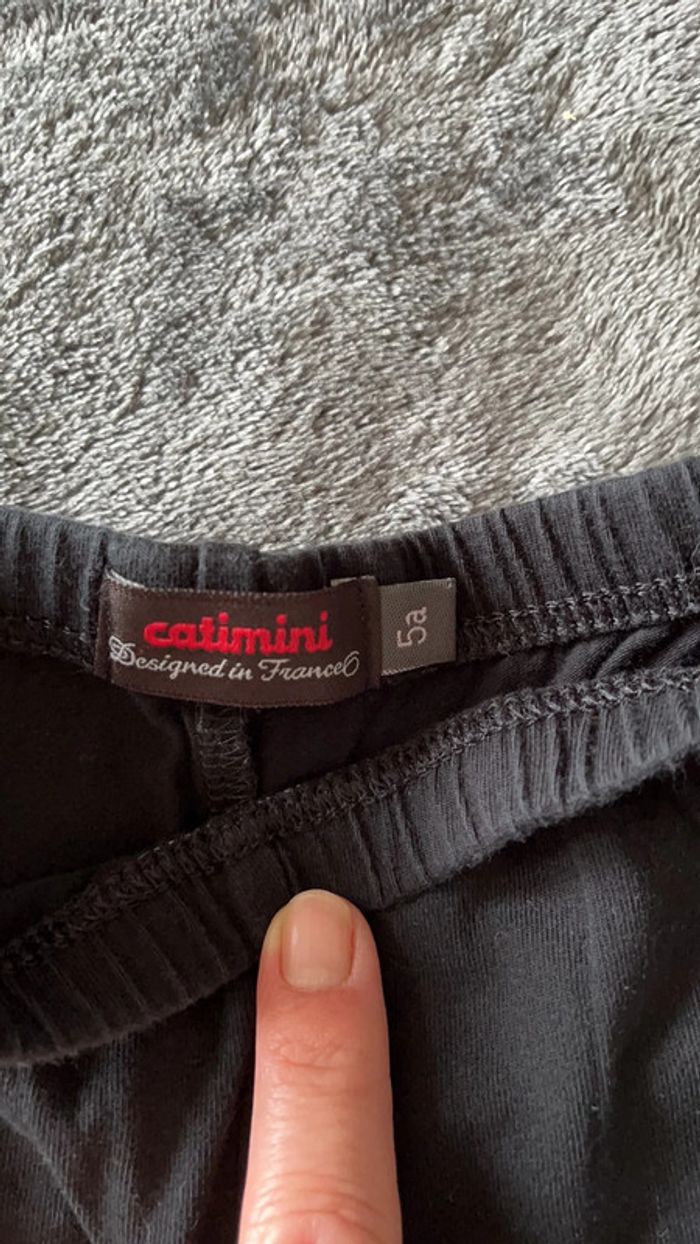 catimini
Designed in France
5a